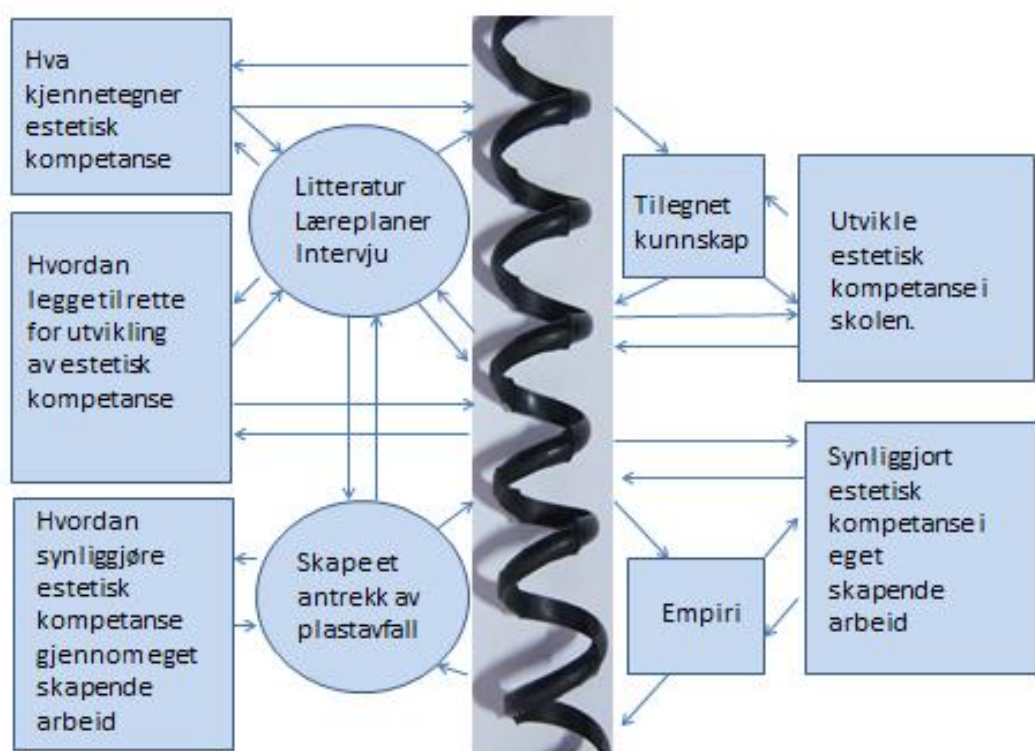 Hva
kjennetegner
estetisk
kompetanse
Litteratur
Læreplaner
Intervju
Tilegnet
kunnskap
Utvikle
estetisk
kompetanse i
skolen.
Hvordan
legge til rette
for utvikling
av estetisk
kompetanse
Hvordan
synliggjøre
estetisk
kompetanse
gjennom eget
skapende
arbeid
Skape et
antrekk av
plastavfall
Empiri
Synliggjort
estetisk
kompetanse i
eget
skapende
arbeid